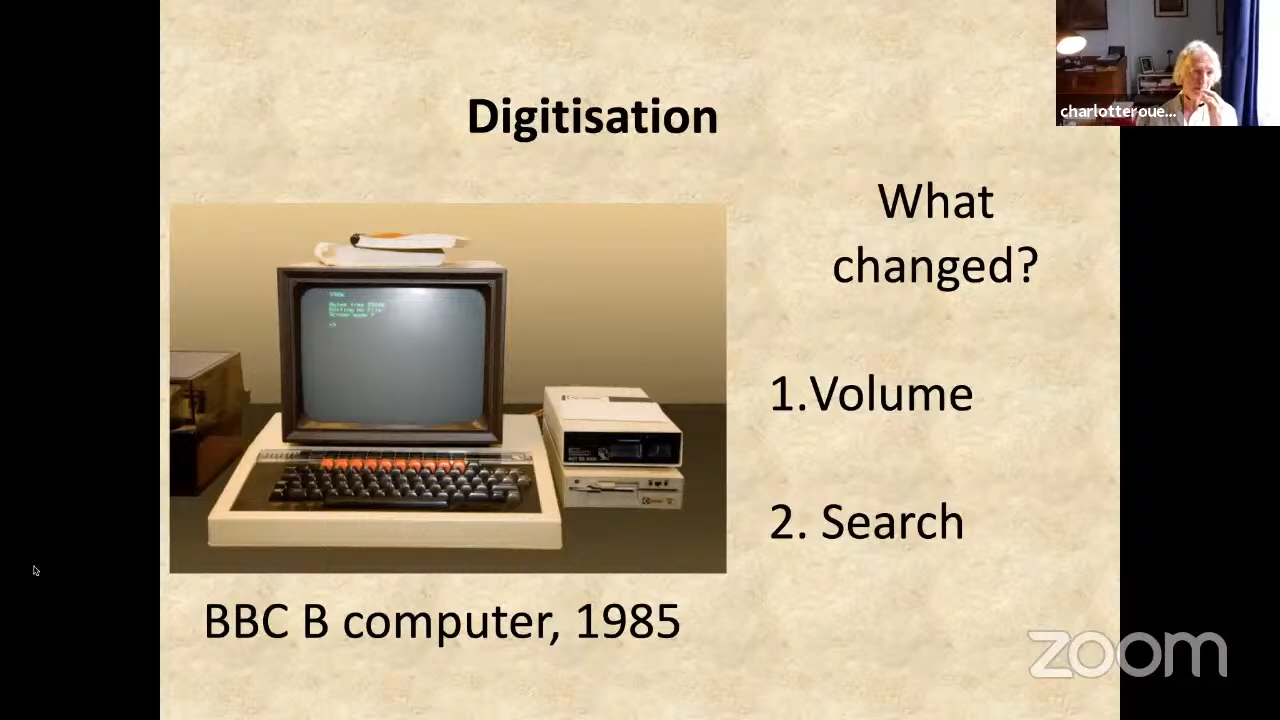 Digitisation
charlotteroue...
What
changed?
1.Volume
2. Search
BBC B computer, 1985
zoom